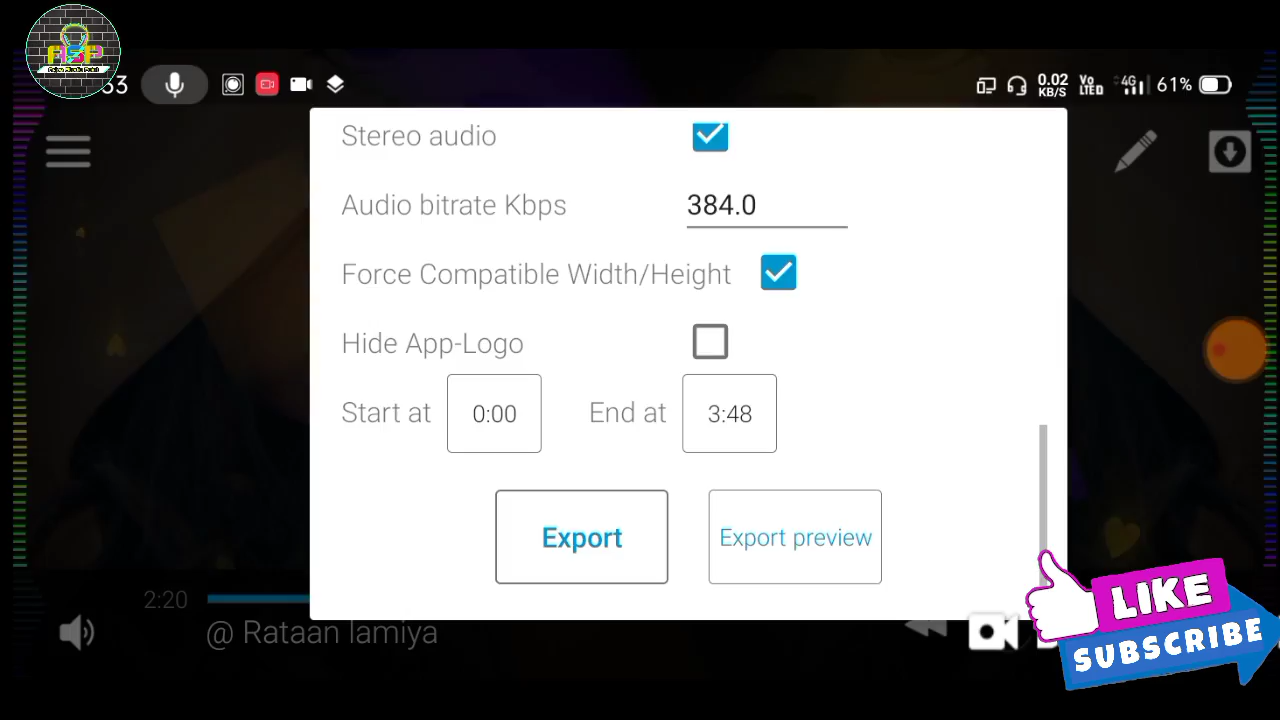 53
0.02
KB/S
Vo
LTED
4G
61%
Stereo audio
Audio bitrate Kbps
384.0
Force Compatible Width/Height
Hide App-Logo
Start at
0:00
End at
3:48
Export
Export preview
2:20
@ Rataan lamiya
LIKE
SUBSCRIBE